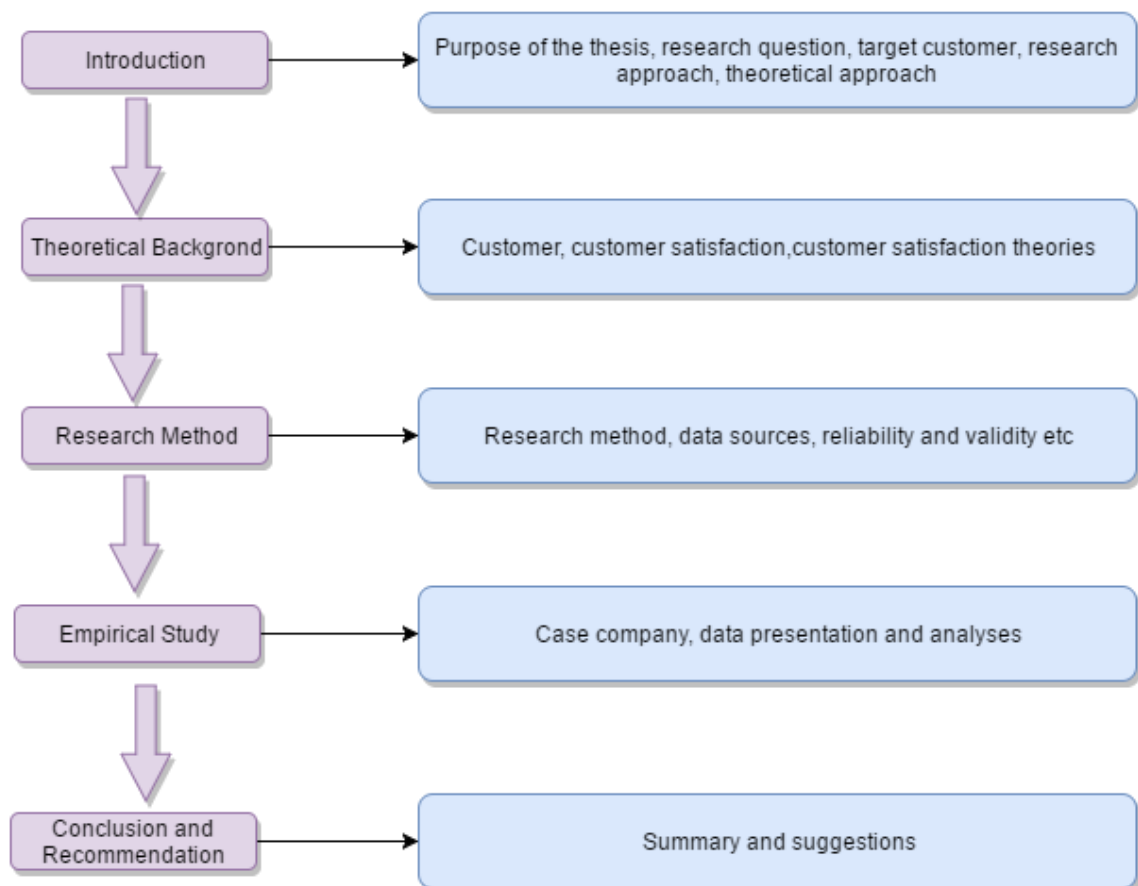 Introduction
Purpose of the thesis, research question, target customer, research
approach, theoretical approach
Theoretical Backgrond
Customer, customer satisfaction,customer satisfaction theories
Research Method
Research method, data sources, reliability and validity etc
Empirical Study
Case company, data presentation and analyses
Conclusion and
Recommendation
Summary and suggestions